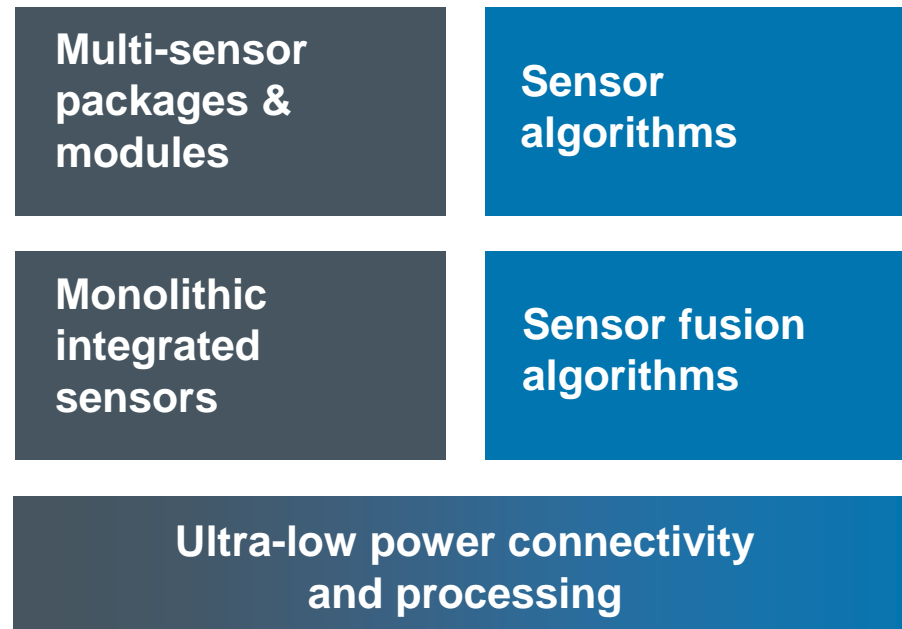 Multi-sensor
packages &
modules
Sensor
algorithms
Monolithic
integrated
sensors
Sensor fusion
algorithms
Ultra-low power connectivity
and processing